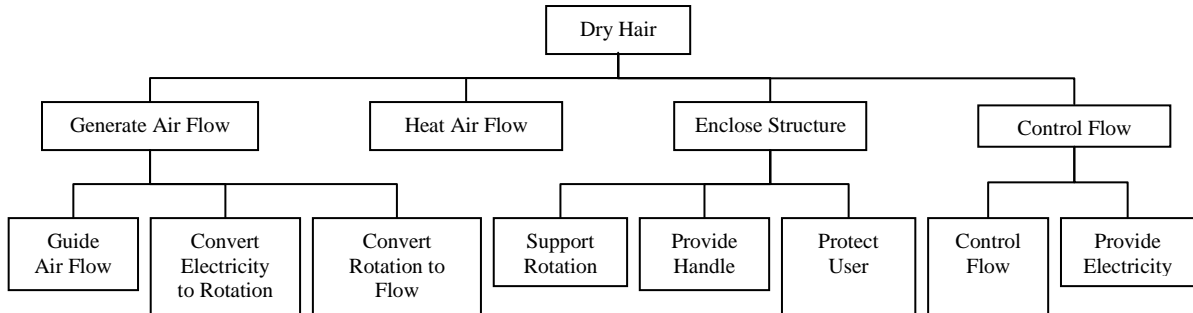 Dry Hair
Generate Air Flow
Heat Air Flow
Enclose Structure
Control Flow
Guide
Air Flow
Convert
Electricity
to Rotation
Convert
Rotation to
Flow
Support
Rotation
Provide
Handle
Protect
User
Control
Flow
Provide
Electricity